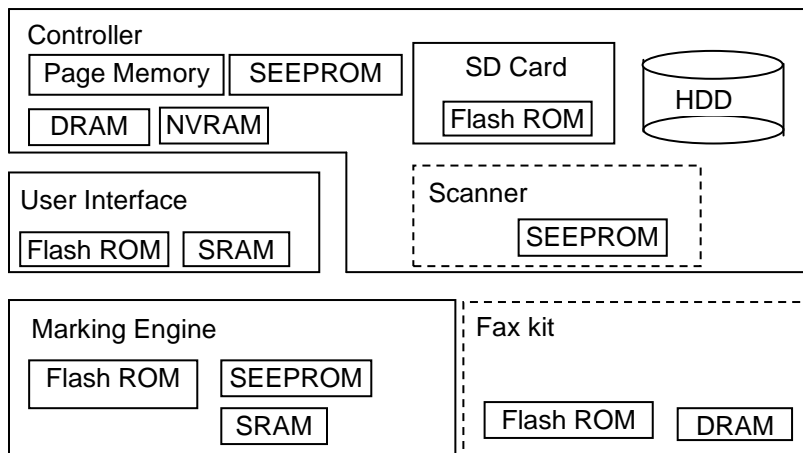 Controller
Page Memory
SEEPROM
DRAM
NVRAM
SD Card
Flash ROM
HDD
User Interface
Flash ROM
SRAM
Scanner
SEEPROM
Marking Engine
Flash ROM
SEEPROM
SRAM
Fax kit
Flash ROM
DRAM